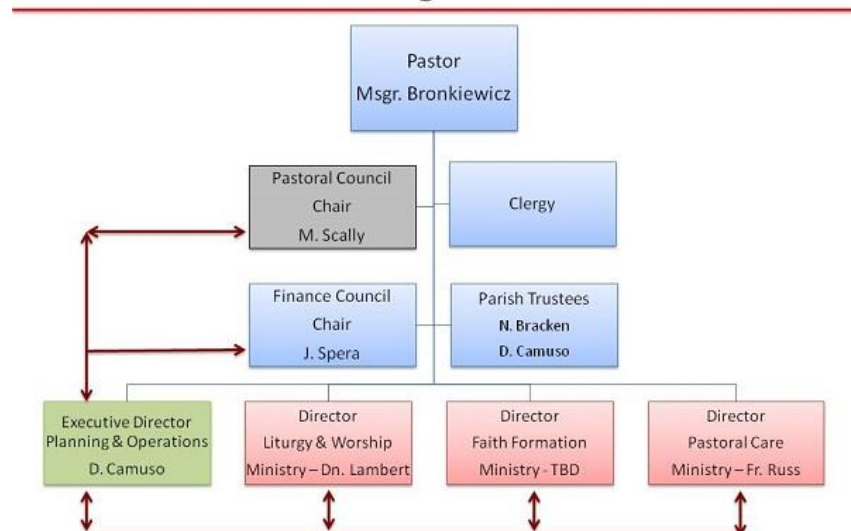 Pastor
Msgr. Bronkiewicz
Pastoral Council
Chair
M. Scally
Clergy
Finance Council
Chair
J. Spera
Parish Trustees
N. Bracken
D. Camuso
Executive Director
Planning & Operations
D. Camuso
Director
Liturgy & Worship
Ministry – Dn. Lambert
Director
Faith Formation
Ministry - TBD
Director
Pastoral Care
Ministry – Fr. Russ